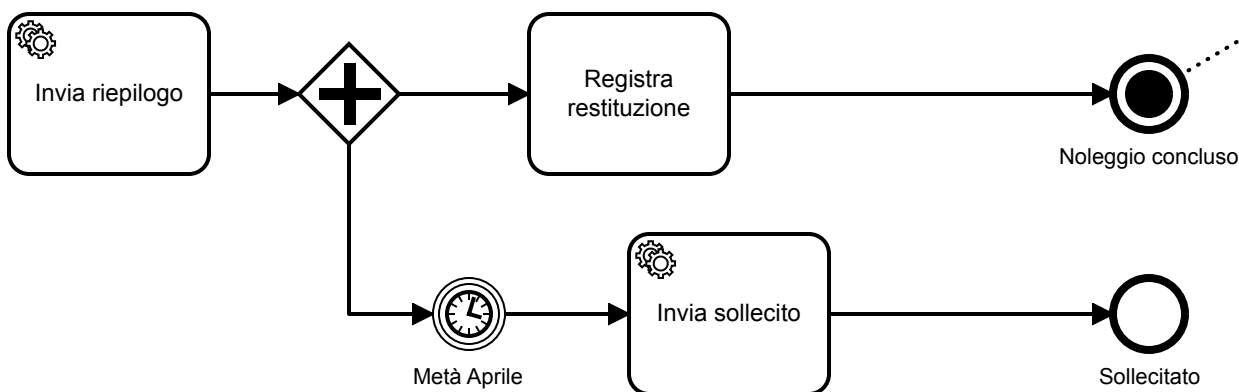 Invia riepilogo
Registra
restituzione
Noleggio concluso
Invia sollecito
Metà Aprile
Sollecitato